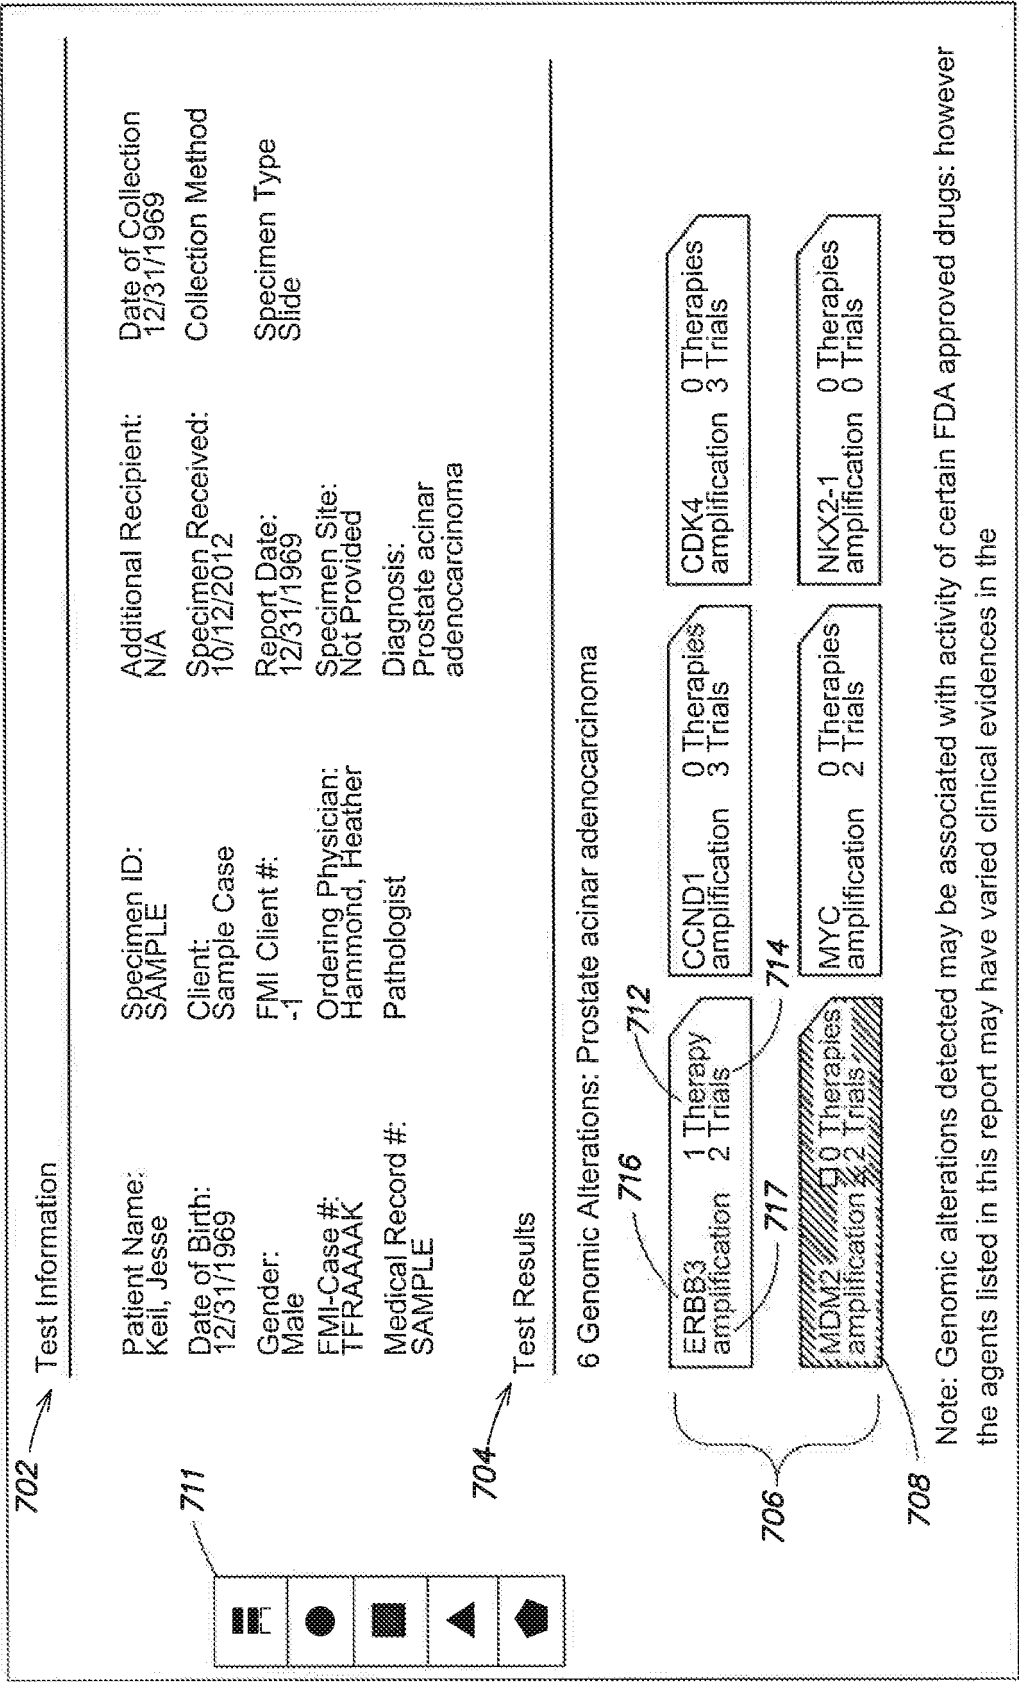 702
Test Information
711
Patient Name:
Keil, Jesse
Date of Birth:
12/31/1969
Gender:
Male
FMI-Case #:
TFRAAAAK
Medical Record #:
SAMPLE
Specimen ID:
SAMPLE
Client:
Sample Case
FMI Client #:
-1
Ordering Physician:
Hammond, Heather
Pathologist
Additional Recipient:
N/A
Specimen Received:
10/12/2012
Report Date:
12/31/1969
Specimen Site:
Not Provided
Diagnosis:
Prostate acinar
adenocarcinoma
Date of Collection
12/31/1969
Collection Method
Specimen Type
Slide
704
Test Results
6 Genomic Alterations: Prostate acinar adenocarcinoma
716
712
ERBB3 1 Therapy
amplification 2 Trials
717
714
CCND1 0 Therapies
amplification 3 Trials
CDK4 0 Therapies
amplification 3 Trials
706
MDM2 0 Therapies
amplification 2 Trials
MYC 0 Therapies
amplification 2 Trials
NKX2-1 0 Therapies
amplification 0 Trials
708
Note: Genomic alterations detected may be associated with activity of certain FDA approved drugs: however
the agents listed in this report may have varied clinical evidences in the